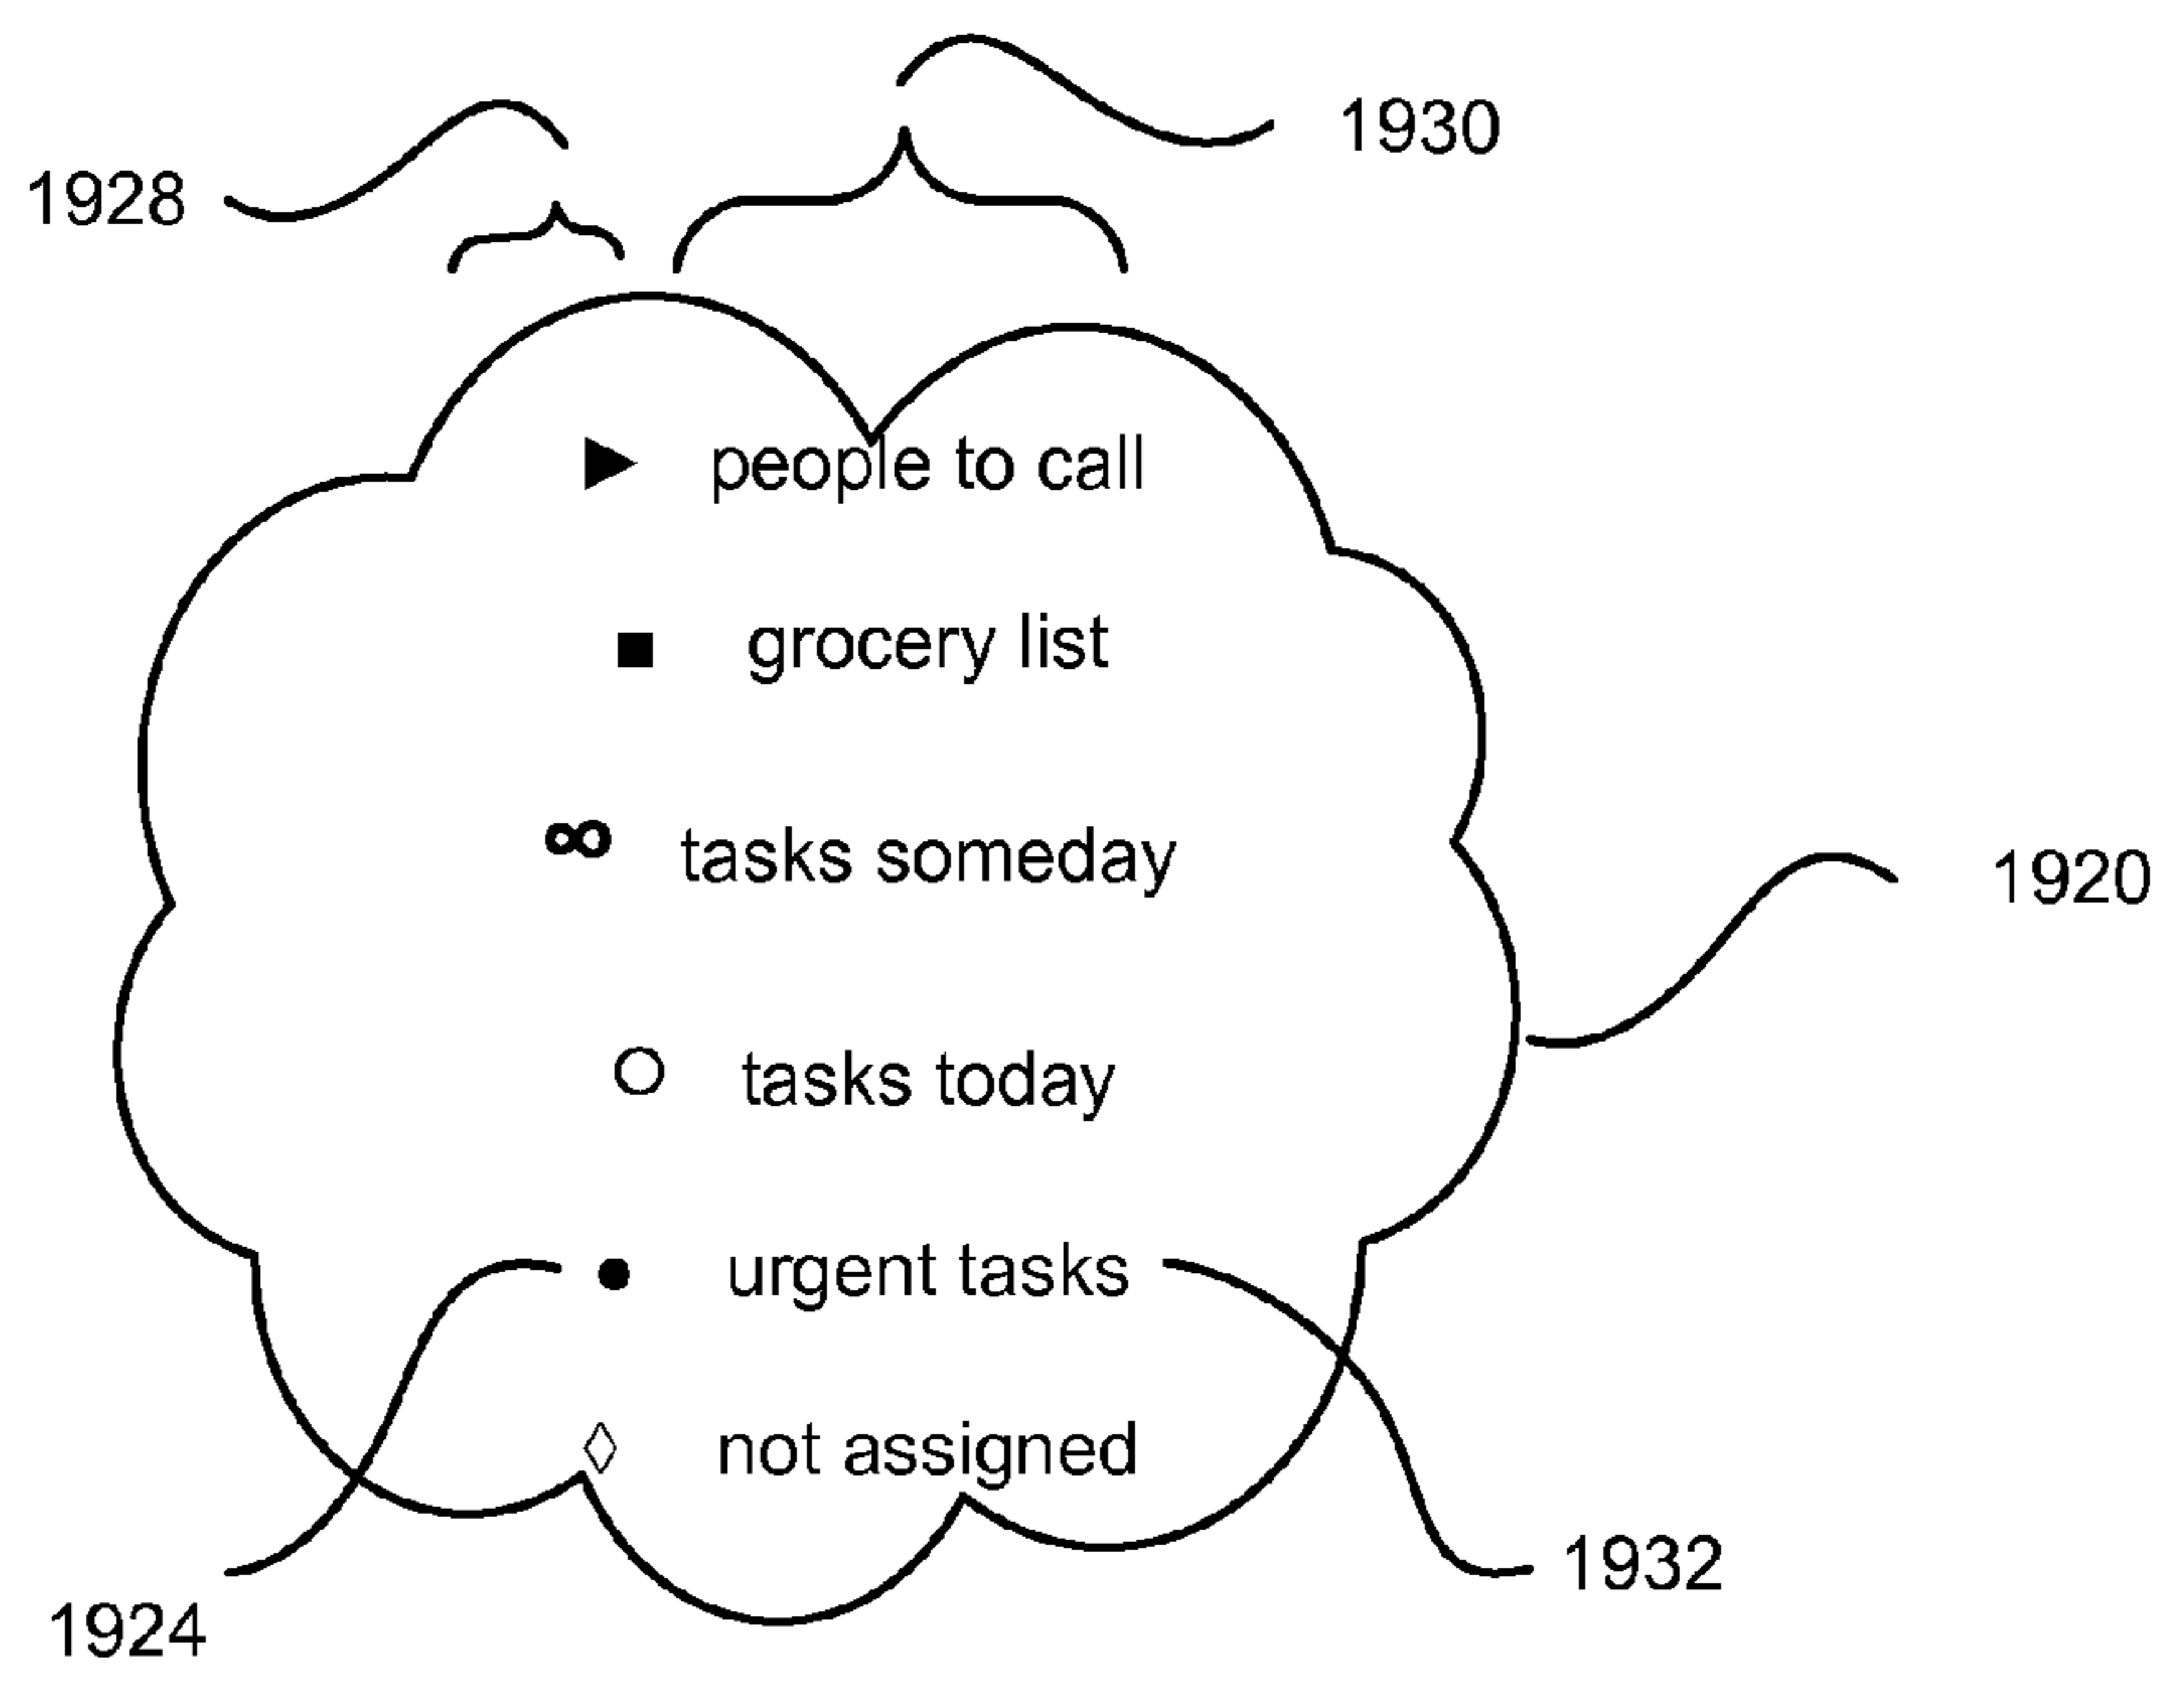 1930
1928
▶ people to call
■ grocery list
∞ tasks someday
1920
○ tasks today
● urgent tasks
◊ not assigned
1932
1924